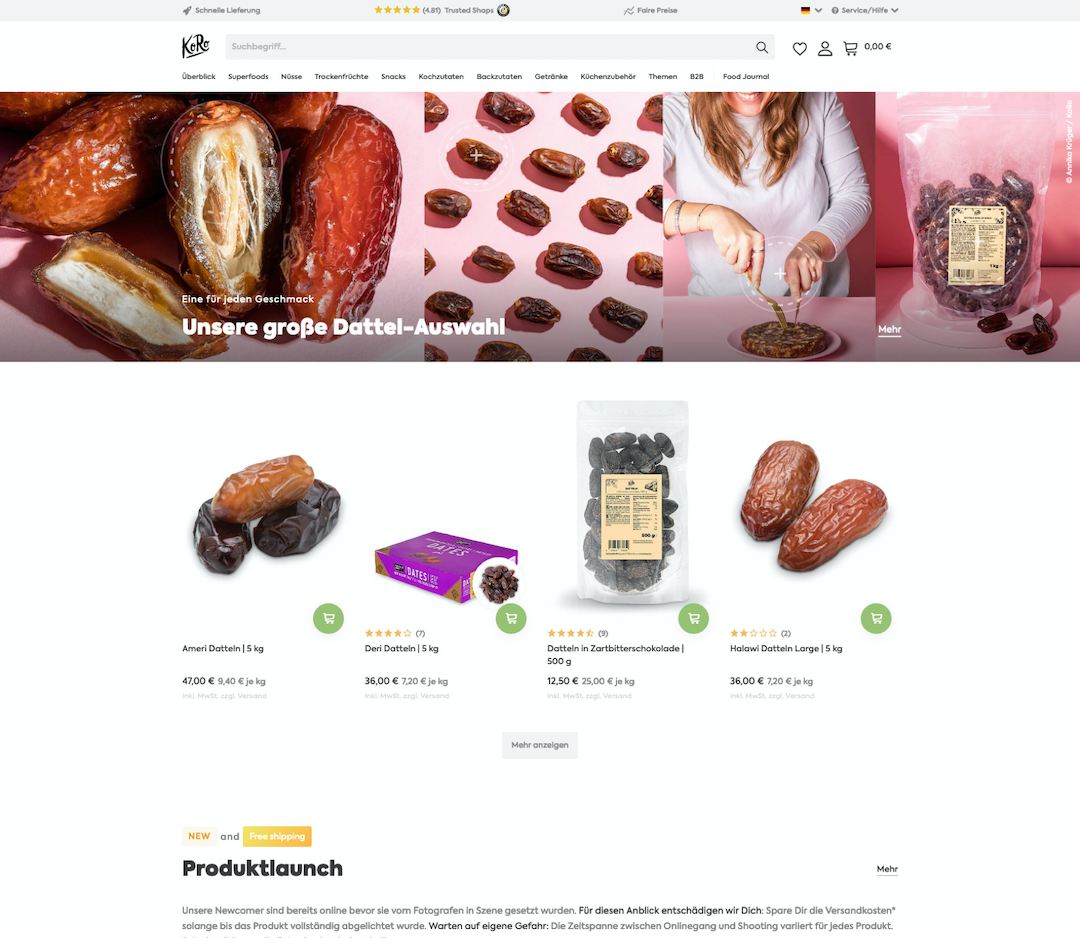 Schnelle Lieferung
(4.81) Trusted Shops
Faire Preise
Service/Hilfe
KoRo
Suchbegriff...
0,00 €
Überblick Superfoods Nüsse Trockenfrüchte Snacks Kochzutaten Backzutaten Getränke Küchenzubehör Themen B2B Food Journal
© Annika Krüger / KoRo
1 kg
Eine für jeden Geschmack
Unsere große Dattel-Auswahl
Mehr
DATES
DATES
500 g
(7)
(9)
(2)
Ameri Datteln | 5 kg
Deri Datteln | 5 kg
Datteln in Zartbitterschokolade |
500 g
Halawi Datteln Large | 5 kg
47,00 € 9,40 € je kg
36,00 € 7,20 € je kg
12,50 € 25,00 € je kg
36,00 € 7,20 € je kg
Inkl. MwSt. zzgl. Versand
Inkl. MwSt. zzgl. Versand
Inkl. MwSt. zzgl. Versand
Inkl. MwSt. zzgl. Versand
Mehr anzeigen
NEW and Free shipping
Produktlaunch
Mehr
Unsere Newcomer sind bereits online bevor sie vom Fotografen in Szene gesetzt wurden. Für diesen Anblick entschädigen wir Dich: Spare Dir die Versandkosten*
solange bis das Produkt vollständig abgelichtet wurde. Warten auf eigene Gefahr: Die Zeitspanne zwischen Onlinegang und Shooting variiert für jedes Produkt.